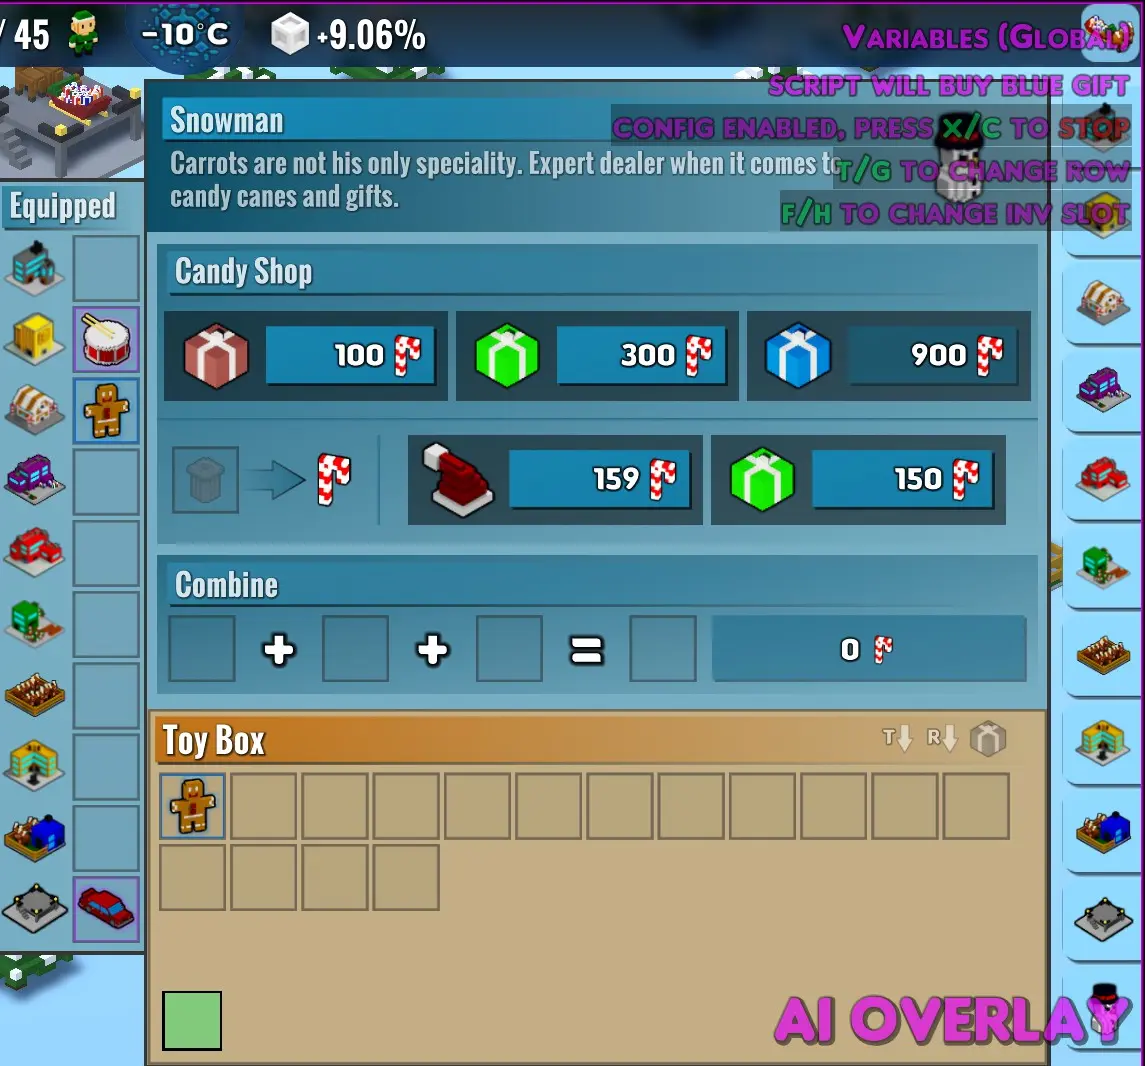 / 45
-10°C
+9.06%
VARIABLES (GLOBAL)
SCRIPT WILL BUY BLUE GIFT
CONFIG ENABLED, PRESS X/C TO STOP
T/G TO CHANGE ROW
F/H TO CHANGE INV SLOT
Snowman
Carrots are not his only speciality. Expert dealer when it comes to
candy canes and gifts.
Equipped
Candy Shop
100
300
900
159
150
Combine
+ + = 0
Toy Box
T R
AI OVERLAY